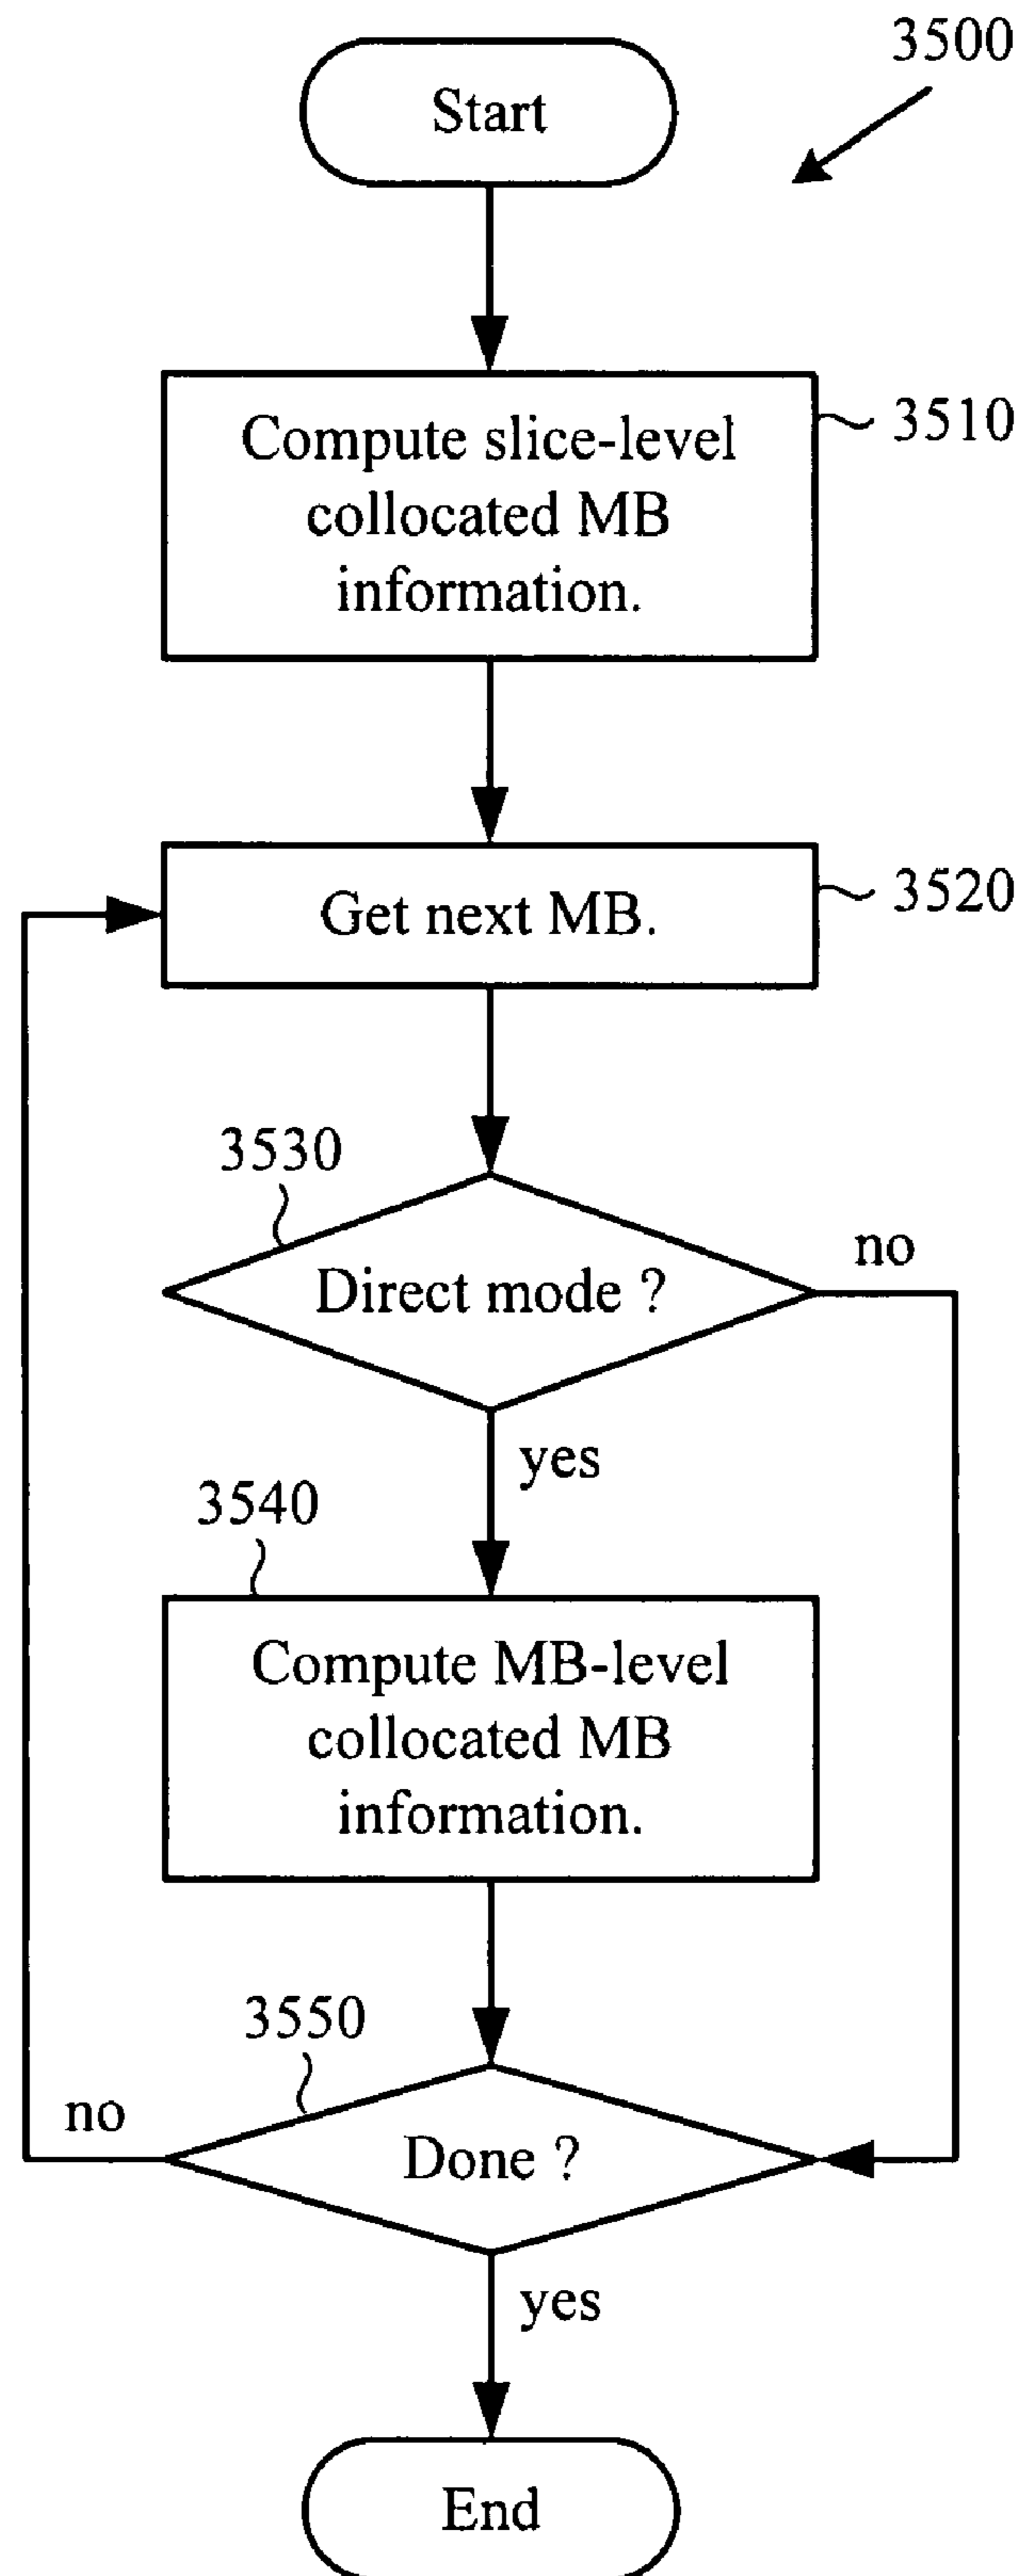 3500
Start
Compute slice-level
collocated MB
information.
3510
Get next MB.
3520
3530
Direct mode ?
no
yes
3540
Compute MB-level
collocated MB
information.
3550
Done ?
no
yes
End